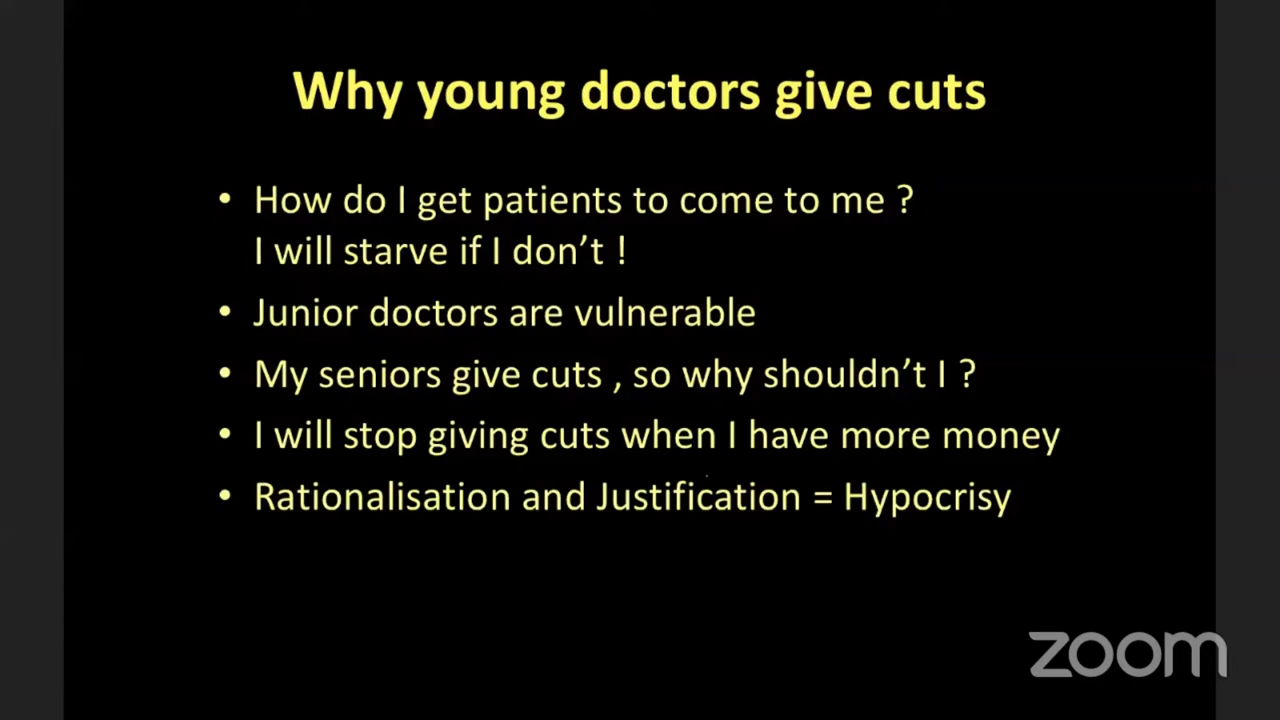 Why young doctors give cuts
• How do I get patients to come to me ?
I will starve if I don’t !
• Junior doctors are vulnerable
• My seniors give cuts , so why shouldn’t I ?
• I will stop giving cuts when I have more money
• Rationalisation and Justification = Hypocrisy
zoom